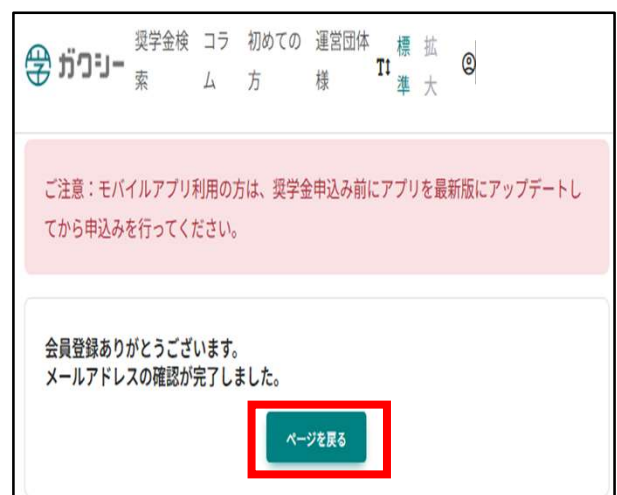 ガクシー
奨学金検索
コラム
初めての方
運営団体様
標準
拡大
ご注意：モバイルアプリ利用の方は、奨学金申込み前にアプリを最新版にアップデートし
てから申込みを行ってください。
会員登録ありがとうございます。
メールアドレスの確認が完了しました。
ページを戻る